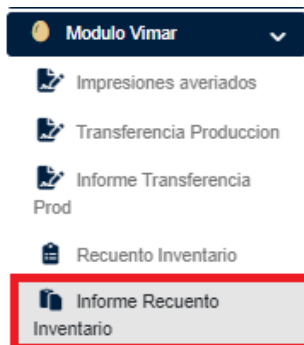 Modulo Vimar
Impresiones averiados
Transferencia Produccion
Informe Transferencia
Prod
Recuento Inventario
Informe Recuento
Inventario